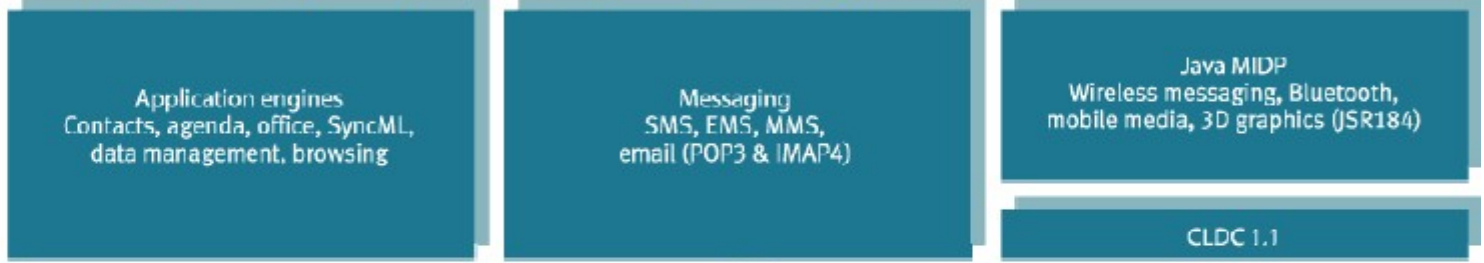 Application engines
Contacts, agenda, office, SyncML,
data management, browsing
Messaging
SMS, EMS, MMS,
email (POP3 & IMAP4)
Java MIDP
Wireless messaging, Bluetooth,
mobile media, 3D graphics (JSR184)
CLDC 1.1